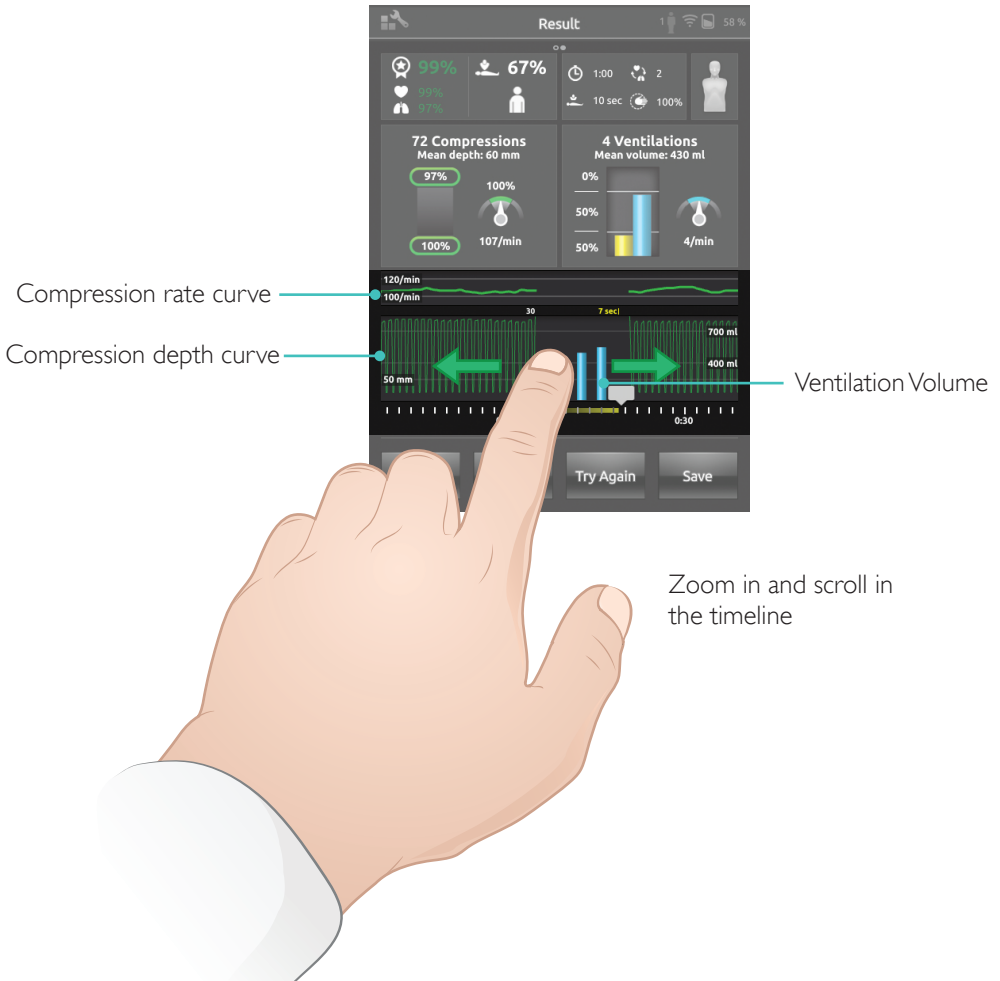 Result
1
58 %
99%
67%
99%
97%
1:00
2
10 sec
100%
72 Compressions
Mean depth: 60 mm
97%
100%
100%
107/min
4 Ventilations
Mean volume: 430 ml
0%
50%
50%
4/min
120/min
100/min
30
7 sec
700 ml
400 ml
50 mm
0:30
Try Again
Save
Compression rate curve
Compression depth curve
Ventilation Volume
Zoom in and scroll in
the timeline